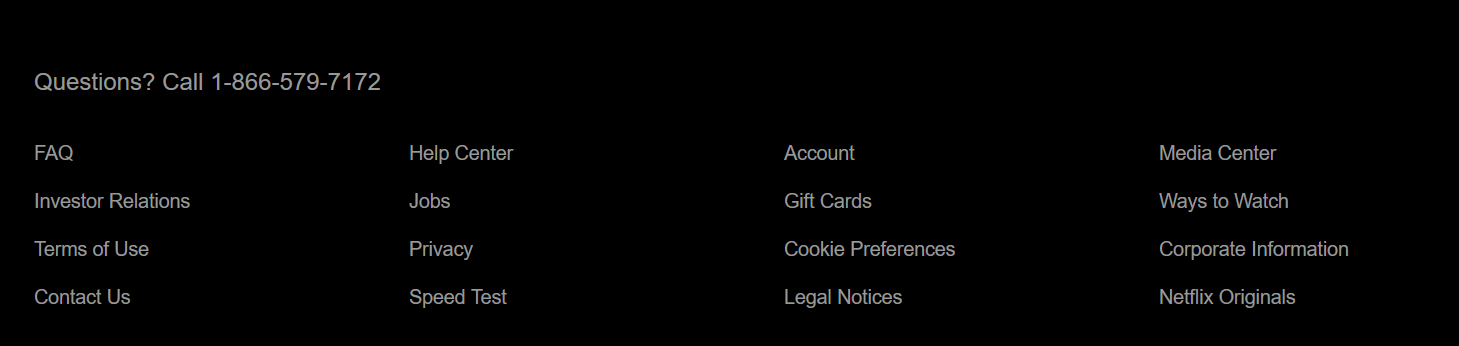 Questions? Call 1-866-579-7172
FAQ
Help Center
Account
Media Center
Investor Relations
Jobs
Gift Cards
Ways to Watch
Terms of Use
Privacy
Cookie Preferences
Corporate Information
Contact Us
Speed Test
Legal Notices
Netflix Originals